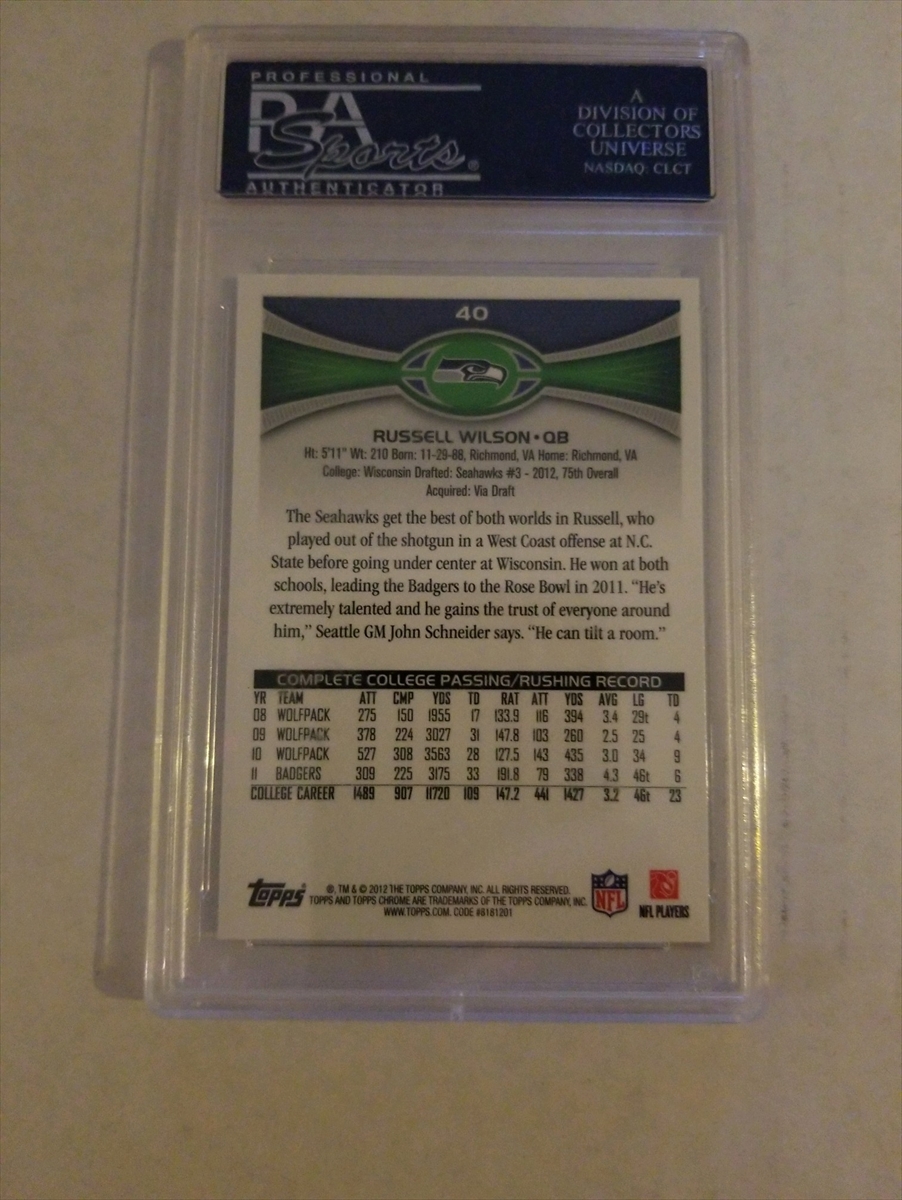 PROFESSIONAL
PSA
Sports®
AUTHENTICATOR
A
DIVISION OF
COLLECTORS
UNIVERSE
NASDAQ: CLCT
40
RUSSELL WILSON • QB
Ht: 5'11" Wt: 210 Born: 11-29-88, Richmond, VA Home: Richmond, VA
College: Wisconsin Drafted: Seahawks #3 - 2012, 75th Overall
Acquired: Via Draft
The Seahawks get the best of both worlds in Russell, who
played out of the shotgun in a West Coast offense at N.C.
State before going under center at Wisconsin. He won at both
schools, leading the Badgers to the Rose Bowl in 2011. “He’s
extremely talented and he gains the trust of everyone around
him,” Seattle GM John Schneider says. “He can tilt a room.”
COMPLETE COLLEGE PASSING/RUSHING RECORD
YR TEAM ATT CMP YDS TD RAT ATT YDS AVG LG TD
08 WOLFPACK 275 150 1955 17 133.9 116 394 3.4 29t 4
09 WOLFPACK 378 224 3027 31 147.8 103 260 2.5 25 4
10 WOLFPACK 527 308 3563 28 127.5 143 435 3.0 34 9
11 BADGERS 309 225 3175 33 191.8 79 338 4.3 46t 6
COLLEGE CAREER 1489 907 11720 109 147.2 441 1427 3.2 46t 23
Topps®
®, TM & © 2012 THE TOPPS COMPANY, INC. ALL RIGHTS RESERVED.
TOPPS AND TOPPS CHROME ARE TRADEMARKS OF THE TOPPS COMPANY, INC.
WWW.TOPPS.COM. CODE #6161201
NFL
NFL PLAYERS